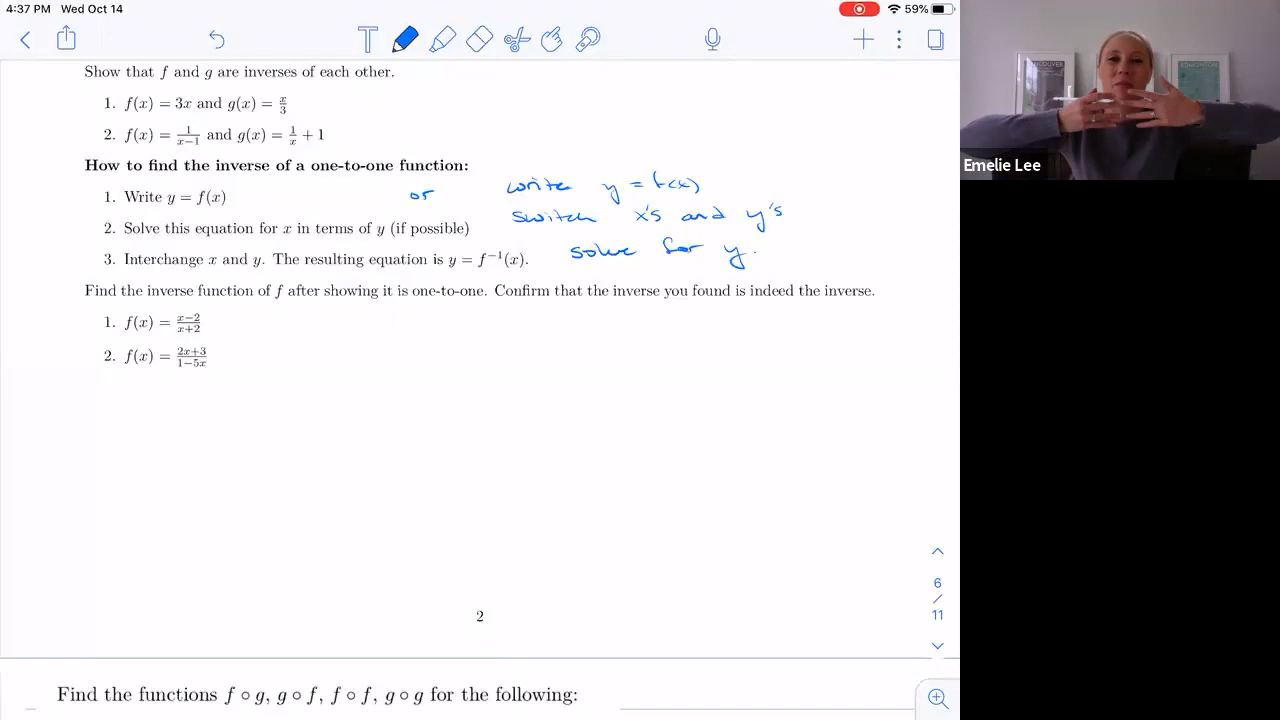 4:37 PM Wed Oct 14
59%
Show that f and g are inverses of each other.
1. f(x) = 3x and g(x) = x/3
2. f(x) = 1/(x−1) and g(x) = 1/x + 1
How to find the inverse of a one-to-one function:
1. Write y = f(x) or write y = f(x)
2. Solve this equation for x in terms of y (if possible) switch x's and y's
3. Interchange x and y. The resulting equation is y = f⁻¹(x). solve for y.
Find the inverse function of f after showing it is one-to-one. Confirm that the inverse you found is indeed the inverse.
1. f(x) = (x−2)/(x+2)
2. f(x) = (2x+3)/(1−5x)
2
6
/
11
Find the functions f ∘ g, g ∘ f, f ∘ f, g ∘ g for the following:
Emelie Lee